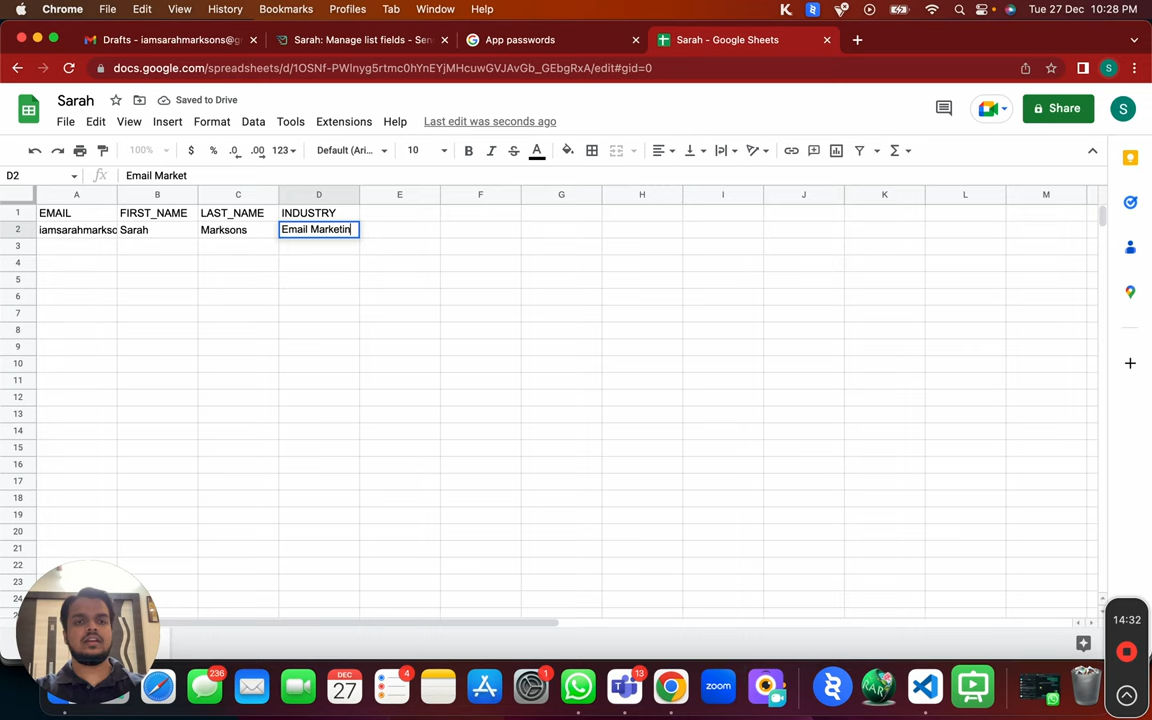 Chrome File Edit View History Bookmarks Profiles Tab Window Help Tue 27 Dec 10:28 PM
Drafts - iamsarahmarksons@gr Sarah: Manage list fields - Sen App passwords Sarah - Google Sheets
docs.google.com/spreadsheets/d/1OSNf-PWlnyg5rtmc0hYnEYjMHcuwGVJAvGb_GEbgRxA/edit#gid=0 S
Sarah Saved to Drive
File Edit View Insert Format Data Tools Extensions Help Last edit was seconds ago Share S
100% $ % .0 .00 123 Default (Ari... 10 B I S A
D2 fx Email Market
A B C D E F G H I J K L M
1 EMAIL FIRST_NAME LAST_NAME INDUSTRY
2 iamsarahmarkso Sarah Marksons Email Marketin
3
4
5
6
7
8
9
10
11
12
13
14
15
16
17
18
19
20
21
22
23
24
14:32
236 DEC 27 4 1 13 zoom RAR